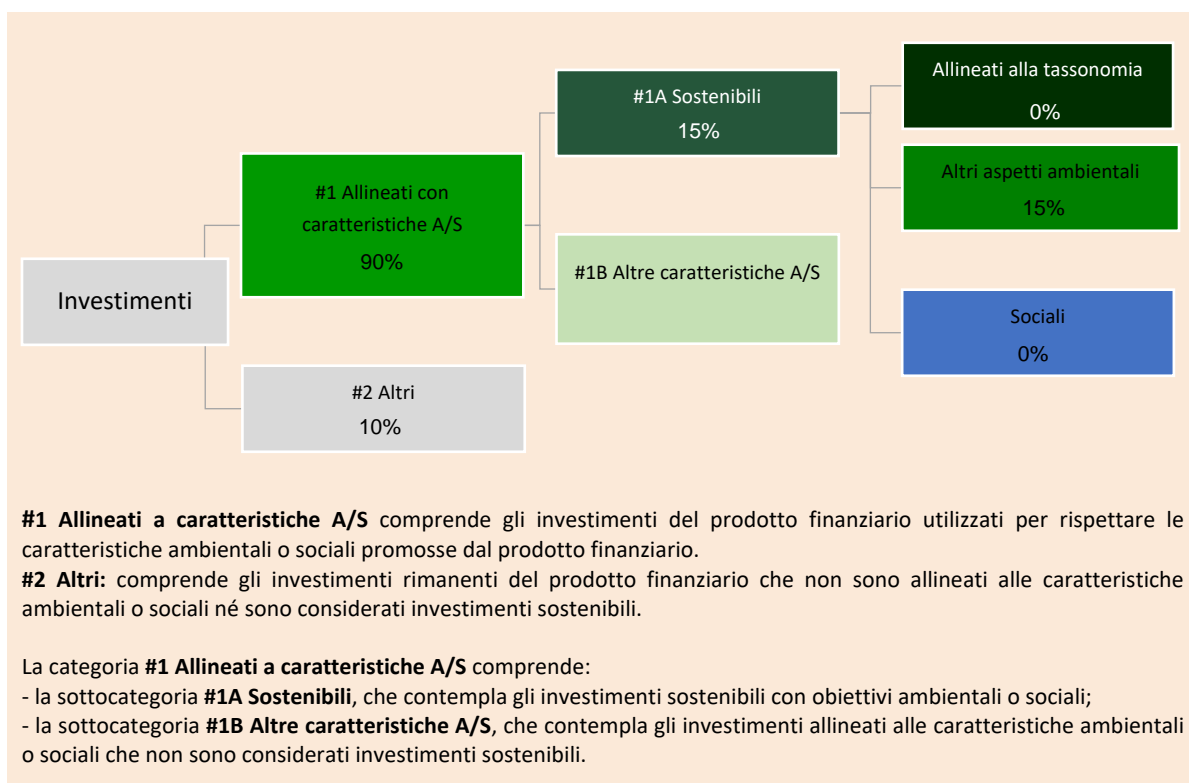 Allineati alla tassonomia
0%
#1A Sostenibili
15%
Altri aspetti ambientali
15%
#1 Allineati con
caratteristiche A/S
90%
#1B Altre caratteristiche A/S
Investimenti
Sociali
0%
#2 Altri
10%
#1 Allineati a caratteristiche A/S comprende gli investimenti del prodotto finanziario utilizzati per rispettare le
caratteristiche ambientali o sociali promosse dal prodotto finanziario.
#2 Altri: comprende gli investimenti rimanenti del prodotto finanziario che non sono allineati alle caratteristiche
ambientali o sociali né sono considerati investimenti sostenibili.
La categoria #1 Allineati a caratteristiche A/S comprende:
- la sottocategoria #1A Sostenibili, che contempla gli investimenti sostenibili con obiettivi ambientali o sociali;
- la sottocategoria #1B Altre caratteristiche A/S, che contempla gli investimenti allineati alle caratteristiche ambientali
o sociali che non sono considerati investimenti sostenibili.